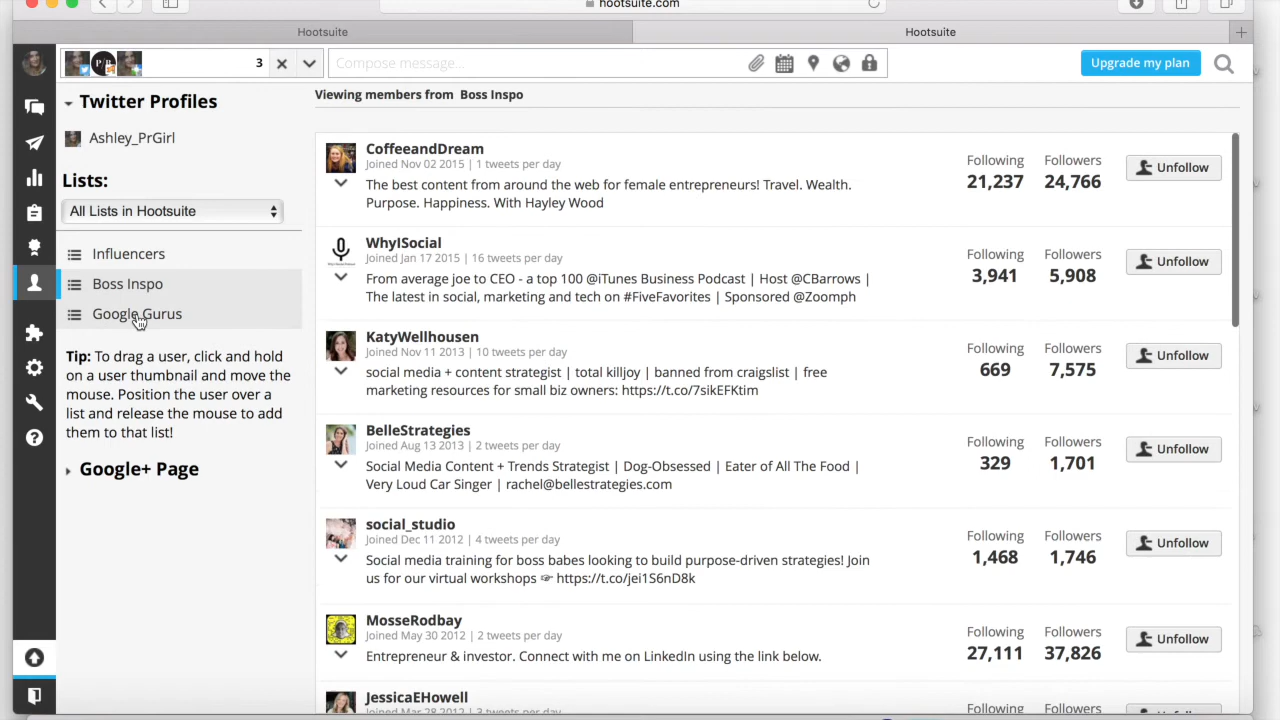 hootsuite.com
Hootsuite
Hootsuite
3
Compose message...
Upgrade my plan
Twitter Profiles
Ashley_PrGirl
Lists:
All Lists in Hootsuite
Influencers
Boss Inspo
Google Gurus
Tip: To drag a user, click and hold
on a user thumbnail and move the
mouse. Position the user over a
list and release the mouse to add
them to that list!
Google+ Page
Viewing members from Boss Inspo
CoffeeandDream
Joined Nov 02 2015 | 1 tweets per day
The best content from around the web for female entrepreneurs! Travel. Wealth.
Purpose. Happiness. With Hayley Wood
Following Followers
21,237 24,766
Unfollow
WhyISocial
Joined Jan 17 2015 | 16 tweets per day
From average joe to CEO - a top 100 @iTunes Business Podcast | Host @CBarrows |
The latest in social, marketing and tech on #FiveFavorites | Sponsored @Zoomph
Following Followers
3,941 5,908
Unfollow
KatyWellhousen
Joined Nov 11 2013 | 10 tweets per day
social media + content strategist | total killjoy | banned from craigslist | free
marketing resources for small biz owners: https://t.co/7sikEFKtim
Following Followers
669 7,575
Unfollow
BelleStrategies
Joined Aug 13 2013 | 2 tweets per day
Social Media Content + Trends Strategist | Dog-Obsessed | Eater of All The Food |
Very Loud Car Singer | rachel@bellestrategies.com
Following Followers
329 1,701
Unfollow
social_studio
Joined Dec 11 2012 | 4 tweets per day
Social media training for boss babes looking to build purpose-driven strategies! Join
us for our virtual workshops ☞ https://t.co/jei1S6nD8k
Following Followers
1,468 1,746
Unfollow
MosseRodbay
Joined May 30 2012 | 2 tweets per day
Entrepreneur & investor. Connect with me on LinkedIn using the link below.
Following Followers
27,111 37,826
Unfollow
JessicaEHowell
Joined Mar 28 2012 | 3 tweets per day
Following Followers